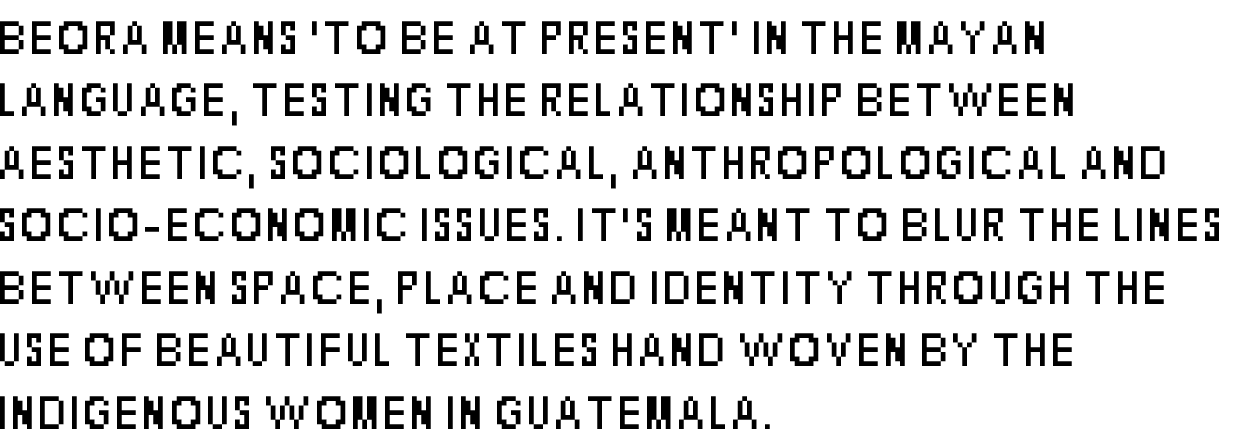 BEORA MEANS 'TO BE AT PRESENT' IN THE MAYAN
LANGUAGE, TESTING THE RELATIONSHIP BETWEEN
AESTHETIC, SOCIOLOGICAL, ANTHROPOLOGICAL AND
SOCIO-ECONOMIC ISSUES. IT'S MEANT TO BLUR THE LINES
BETWEEN SPACE, PLACE AND IDENTITY THROUGH THE
USE OF BEAUTIFUL TEXTILES HAND WOVEN BY THE
INDIGENOUS WOMEN IN GUATEMALA.